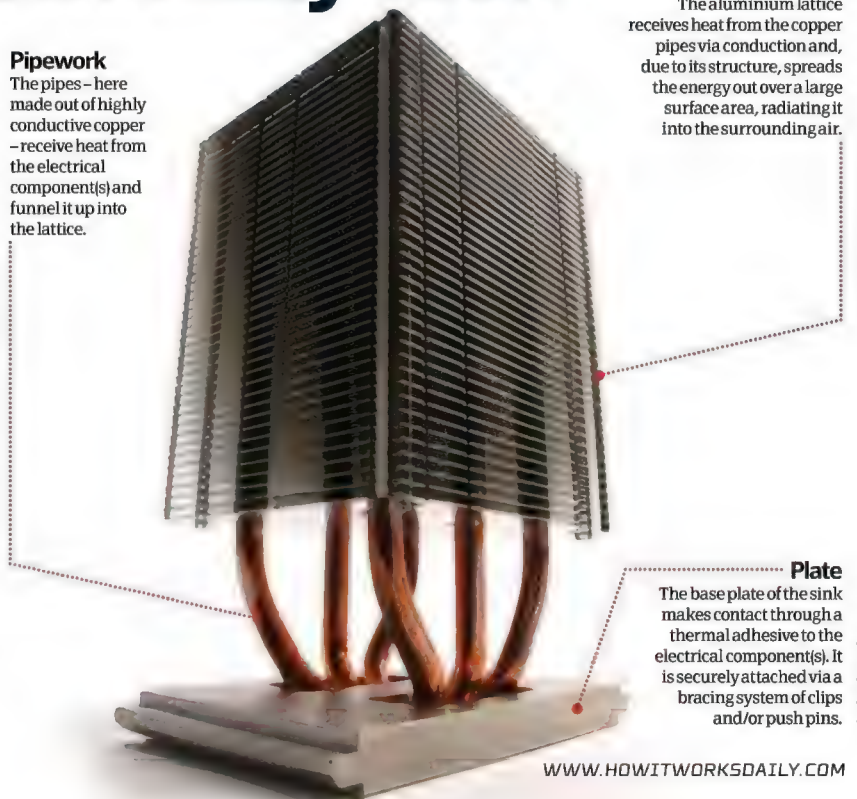 Pipework
The pipes – here
made out of highly
conductive copper
– receive heat from
the electrical
component(s) and
funnel it up into
the lattice.
The aluminium lattice
receives heat from the copper
pipes via conduction and,
due to its structure, spreads
the energy out over a large
surface area, radiating it
into the surrounding air.
Plate
The base plate of the sink
makes contact through a
thermal adhesive to the
electrical component(s). It
is securely attached via a
bracing system of clips
and/or push pins.
WWW.HOWITWORKSDAILY.COM